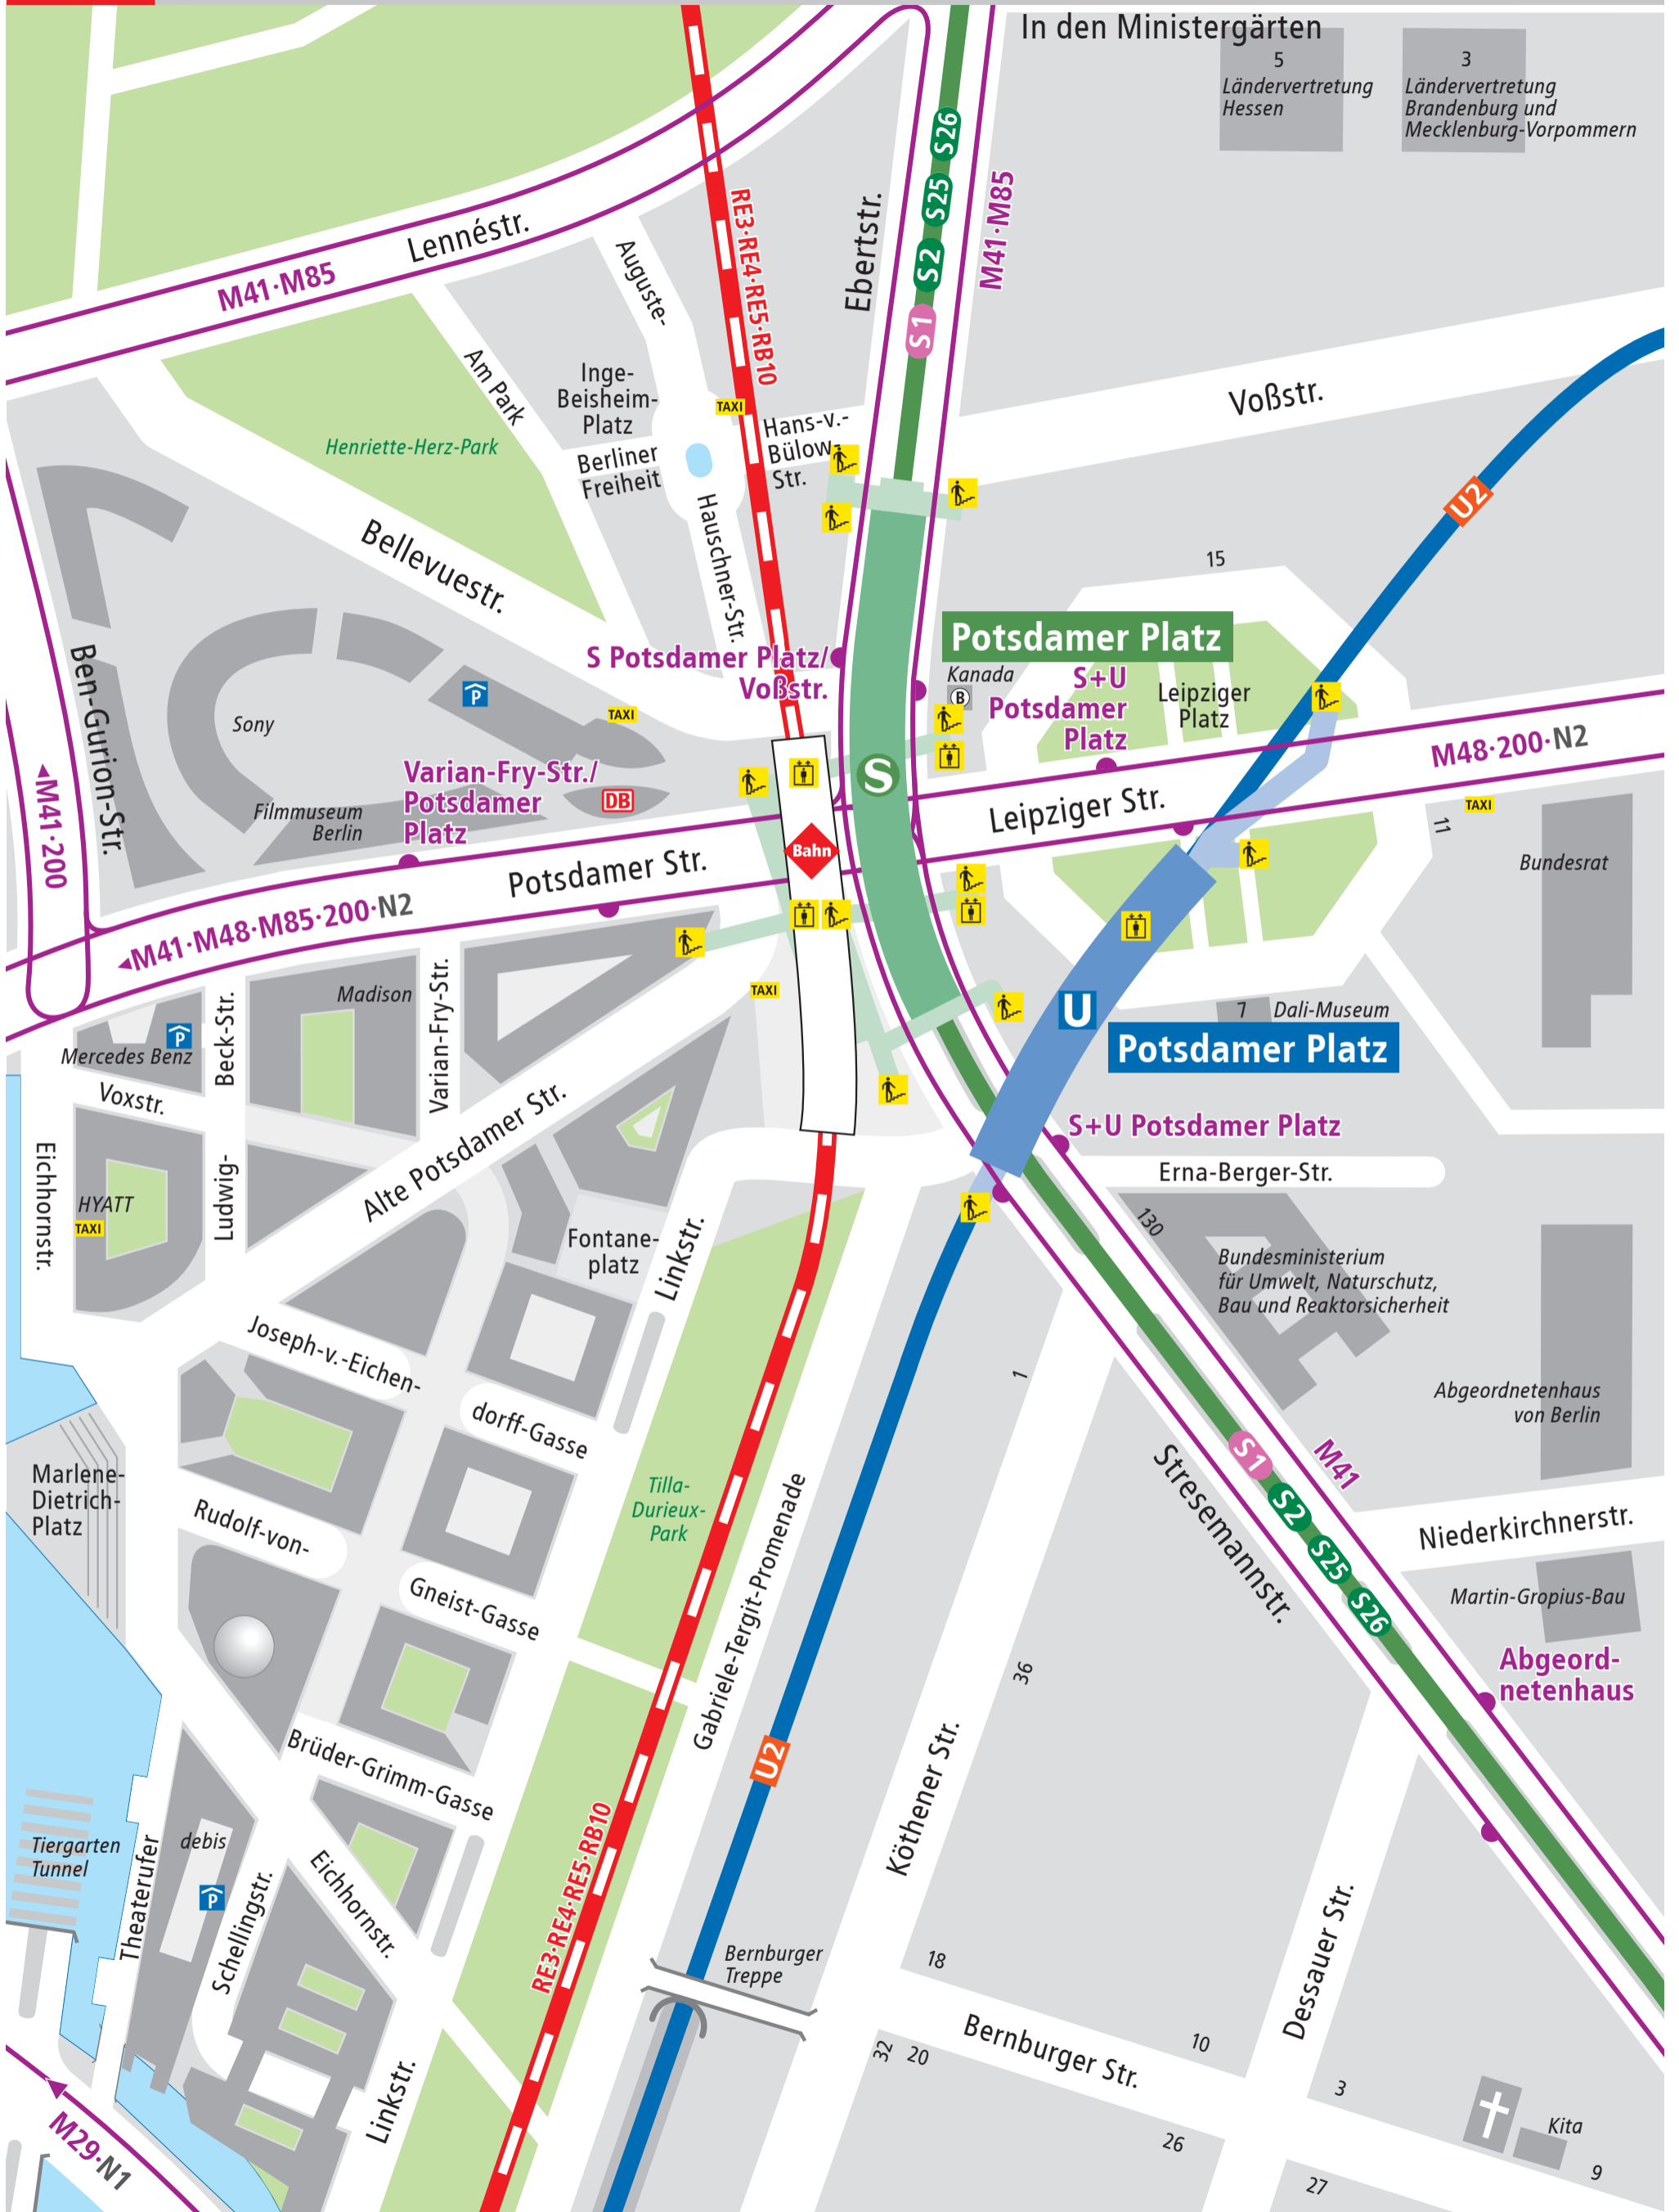 In den Ministergärten
5
Ländervertretung
Hessen
3
Ländervertretung
Brandenburg und
Mecklenburg-Vorpommern
S26
S25
S2
S1
M41·M85
Ebertstr.
RE3·RE4·RE5·RB10
Lennéstr.
M41·M85
Auguste-
Hauschner-Str.
Am Park
Inge-
Beisheim-
Platz
TAXI
Hans-v.-
Bülow-
Str.
Berliner
Freiheit
Henriette-Herz-Park
Voßstr.
U2
Bellevuestr.
15
Potsdamer Platz
S Potsdamer Platz/
Voßstr.
Kanada
B
S+U
Potsdamer
Platz
Leipziger
Platz
Ben-Gurion-Str.
Sony
P
TAXI
M48·200·N2
S
Varian-Fry-Str./
Potsdamer
Platz
DB
Filmmuseum
Berlin
M41·200
Leipziger Str.
TAXI
11
Bundesrat
Bahn
Potsdamer Str.
M41·M48·M85·200·N2
TAXI
Madison
Beck-Str.
Ludwig-
Varian-Fry-Str.
P
Mercedes Benz
Voxstr.
U
7
Dali-Museum
Potsdamer Platz
S+U Potsdamer Platz
Erna-Berger-Str.
Alte Potsdamer Str.
Eichhornstr.
HYATT
TAXI
Fontane-
platz
Linkstr.
130
Bundesministerium
für Umwelt, Naturschutz,
Bau und Reaktorsicherheit
Joseph-v.-Eichen-
dorff-Gasse
1
Abgeordnetenhaus
von Berlin
S1
S2
S25
S26
M41
Stresemannstr.
Marlene-
Dietrich-
Platz
Tilla-
Durieux-
Park
Rudolf-von-
Gneist-Gasse
Niederkirchnerstr.
Martin-Gropius-Bau
Abgeord-
netenhaus
Gabriele-Tergit-Promenade
36
U2
Köthener Str.
Brüder-Grimm-Gasse
RE3·RE4·RE5·RB10
Tiergarten
Tunnel
Theaterufer
debis
P
Schellingstr.
Eichhornstr.
Bernburger
Treppe
18
Bernburger Str.
Dessauer Str.
32
20
10
3
26
27
Kita
9
Linkstr.
M29·N1